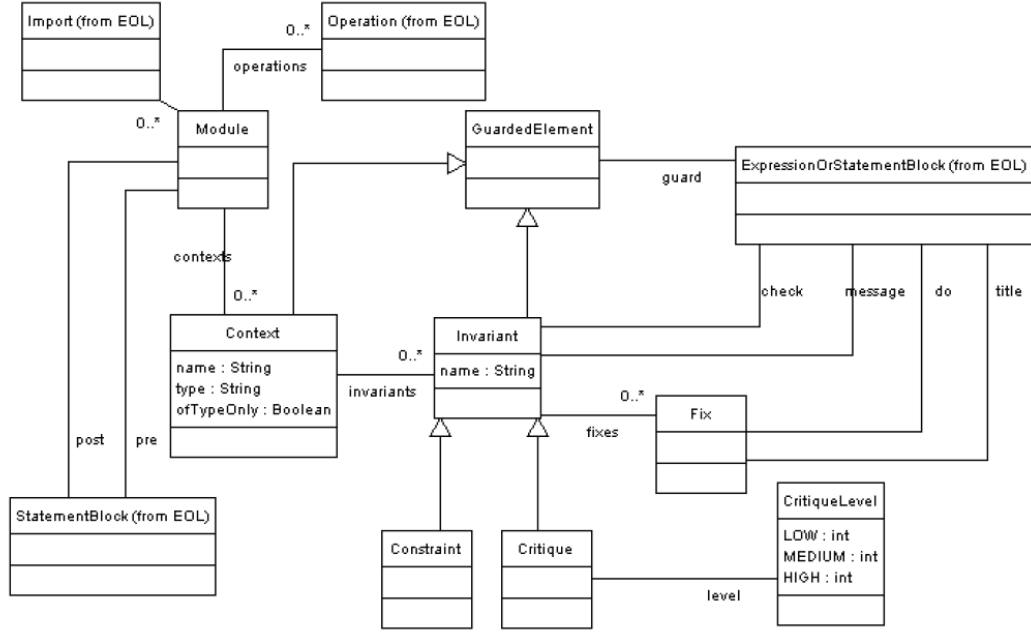 Import (from EOL)
Operation (from EOL)
0..*
operations
0..*
Module
GuardedElement
guard
ExpressionOrStatementBlock (from EOL)
contexts
0..*
check
message
do
title
Context
name : String
type : String
ofTypeOnly : Boolean
0..*
invariants
Invariant
name : String
0..*
fixes
Fix
post
pre
StatementBlock (from EOL)
Constraint
Critique
level
CritiqueLevel
LOW : int
MEDIUM : int
HIGH : int